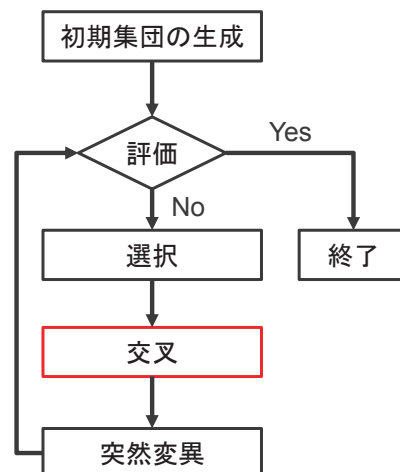 初期集団の生成
評価
Yes
No
選択
終了
交叉
突然変異